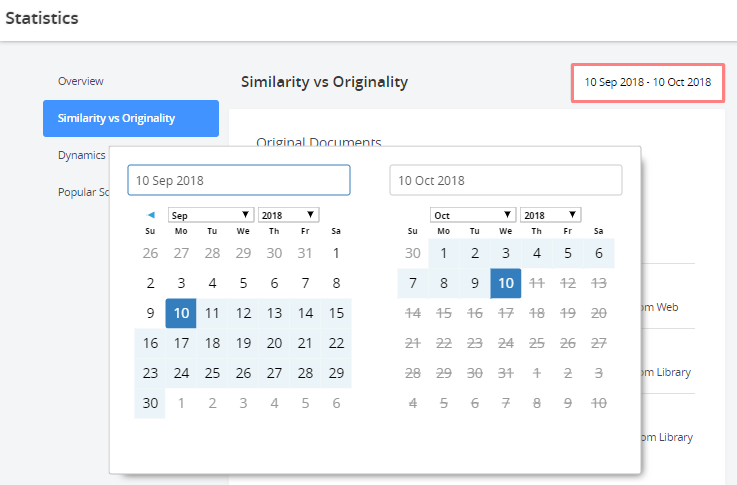 Statistics
Overview
Similarity vs Originality
10 Sep 2018 - 10 Oct 2018
Similarity vs Originality
Original Documents
Dynamics
Popular Sc
10 Sep 2018
10 Oct 2018
◄ Sep ▼ 2018 ▼
Su Mo Tu We Th Fr Sa
26 27 28 29 30 31 1
2 3 4 5 6 7 8
9 10 11 12 13 14 15
16 17 18 19 20 21 22
23 24 25 26 27 28 29
30 1 2 3 4 5 6
Oct ▼ 2018 ▼
Su Mo Tu We Th Fr Sa
30 1 2 3 4 5 6
7 8 9 10 11 12 13
14 15 16 17 18 19 20
21 22 23 24 25 26 27
28 29 30 31 1 2 3
4 5 6 7 8 9 10
om Web
om Library
om Library